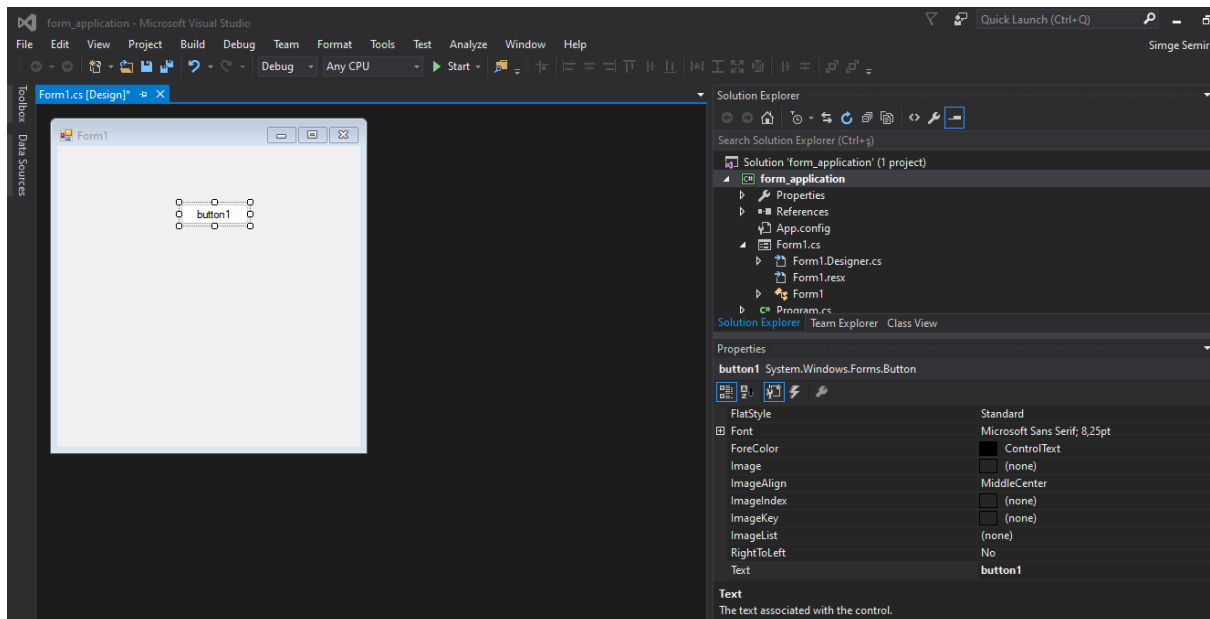 form_application - Microsoft Visual Studio
Quick Launch (Ctrl+Q)
File Edit View Project Build Debug Team Format Tools Test Analyze Window Help
Simge Semir
Debug Any CPU Start
Toolbox
Data Sources
Form1.cs [Design]*
Form1
button1
Solution Explorer
Search Solution Explorer (Ctrl+ş)
Solution 'form_application' (1 project)
C# form_application
Properties
References
App.config
Form1.cs
Form1.Designer.cs
Form1.resx
Form1
C# Program.cs
Solution Explorer Team Explorer Class View
Properties
button1 System.Windows.Forms.Button
FlatStyle Standard
Font Microsoft Sans Serif; 8,25pt
ForeColor ControlText
Image (none)
ImageAlign MiddleCenter
ImageIndex (none)
ImageKey (none)
ImageList (none)
RightToLeft No
Text button1
Text
The text associated with the control.